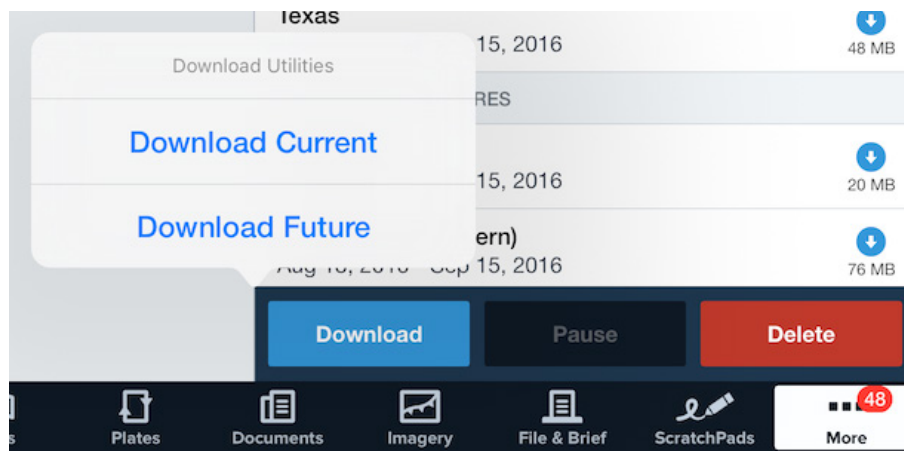 Texas
15, 2016
48 MB
Download Utilities
RES
Download Current
15, 2016
20 MB
Download Future
ern)
Sep 15, 2016
76 MB
Download
Pause
Delete
48
s
Plates
Documents
Imagery
File & Brief
ScratchPads
More